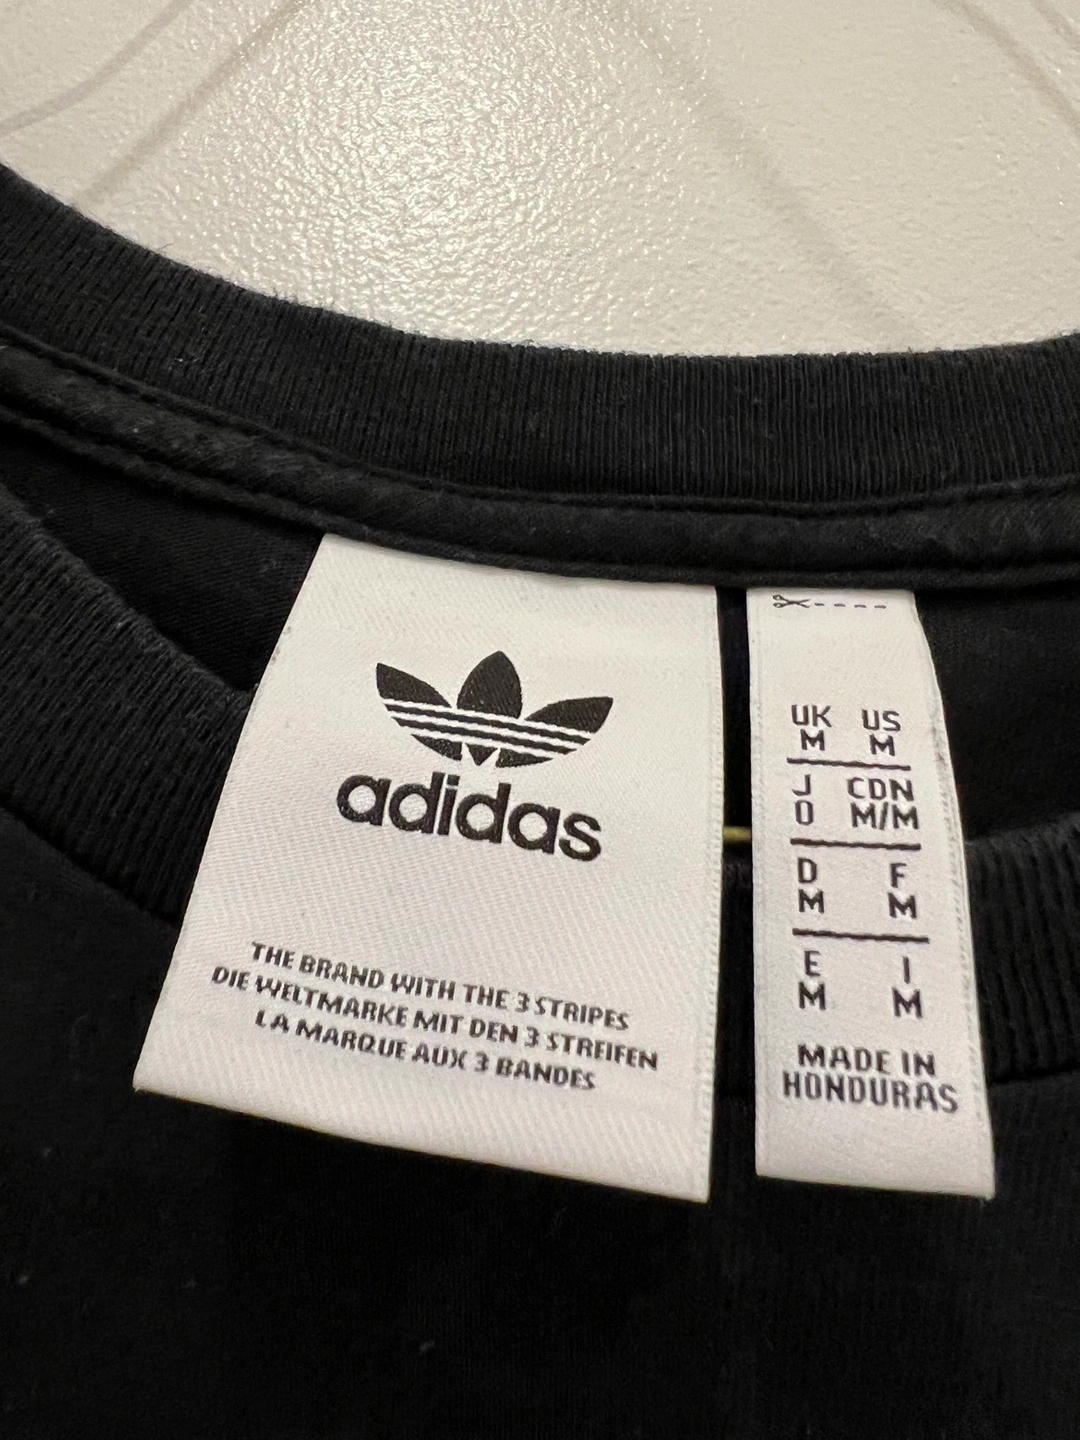 adidas
THE BRAND WITH THE 3 STRIPES
DIE WELTMARKE MIT DEN 3 STREIFEN
LA MARQUE AUX 3 BANDES
UK US
M M
J CDN
O M/M
D F
M M
E I
M M
MADE IN
HONDURAS